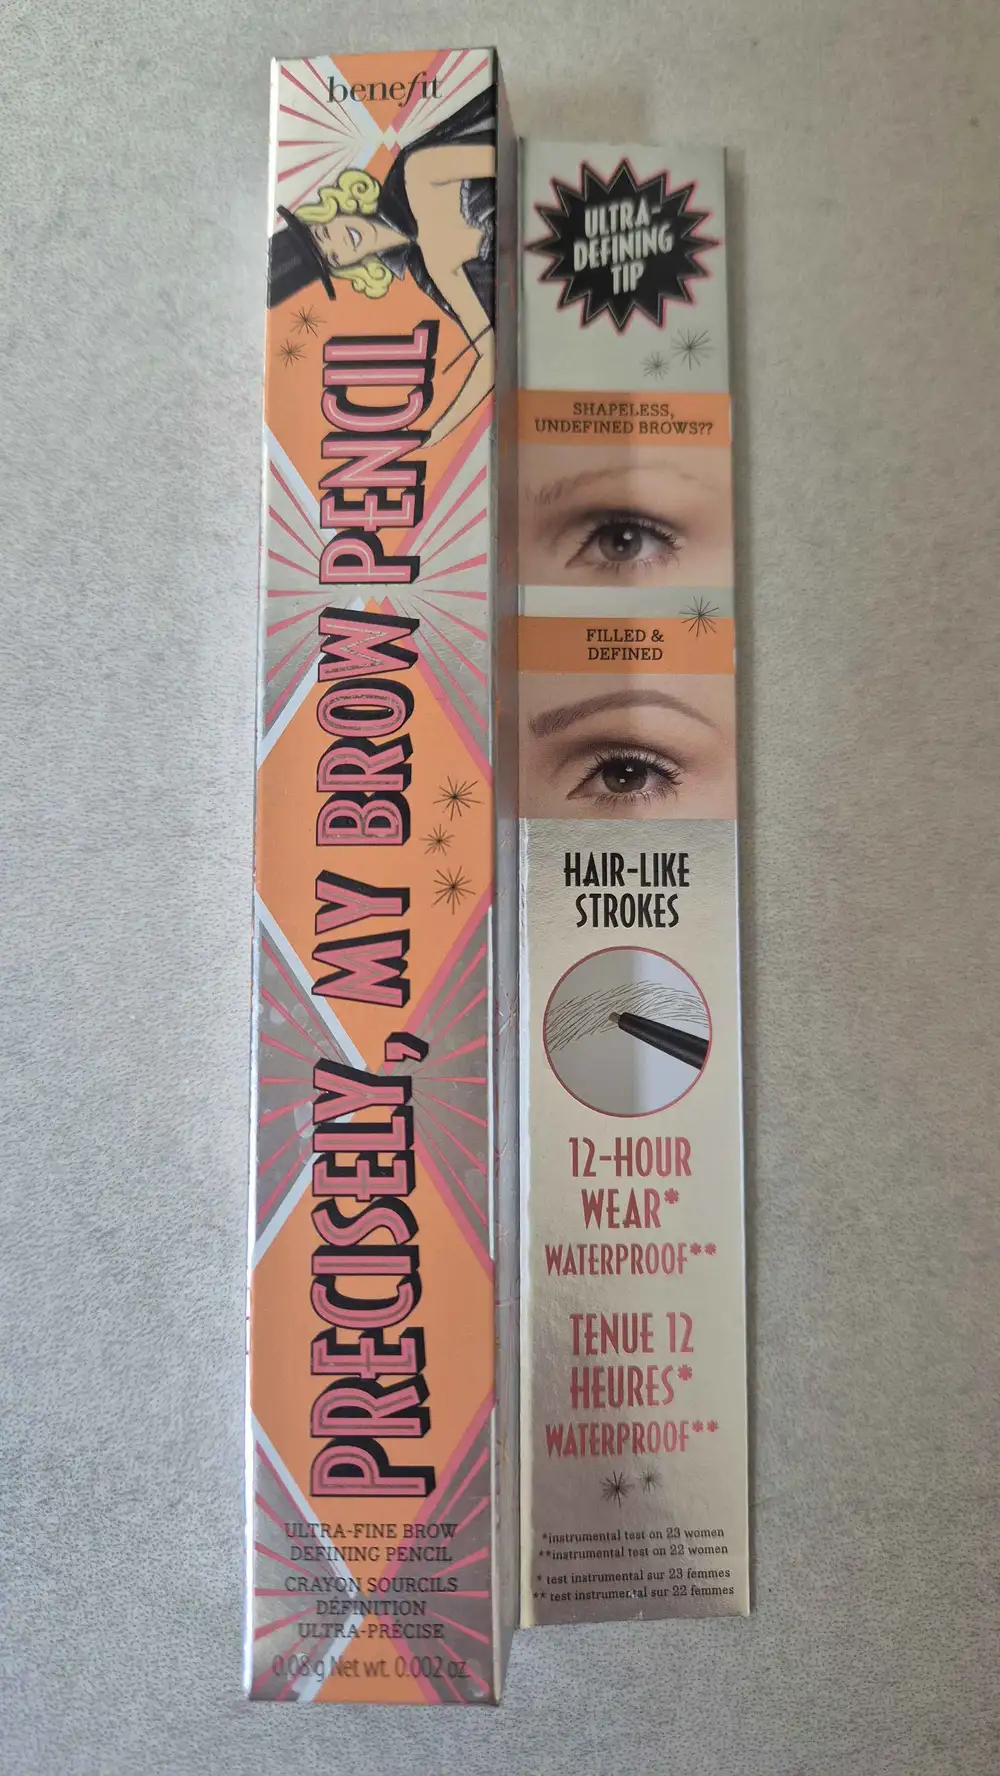 benefit
PRECISELY, MY BROW PENCIL
ULTRA-FINE BROW
DEFINING PENCIL
CRAYON SOURCILS
DÉFINITION
ULTRA-PRÉCISE
0.08 g Net wt. 0.002 oz.
ULTRA-
DEFINING
TIP
SHAPELESS,
UNDEFINED BROWS??
FILLED &
DEFINED
HAIR-LIKE
STROKES
12-HOUR
WEAR*
WATERPROOF**
TENUE 12
HEURES*
WATERPROOF**
*instrumental test on 23 women
**instrumental test on 22 women
* test instrumental sur 23 femmes
** test instrumental sur 22 femmes